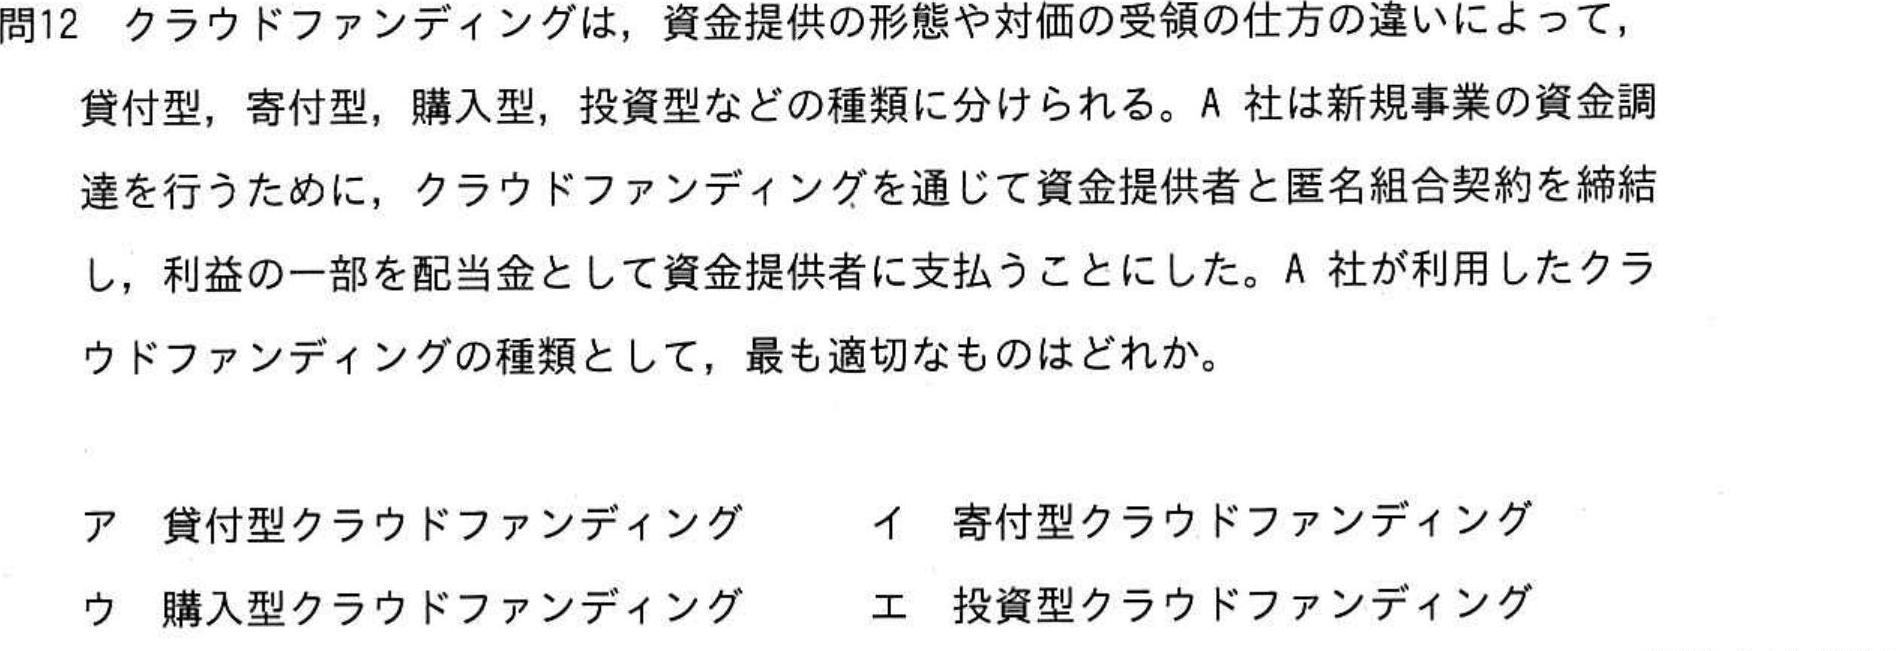 問12 クラウドファンディングは，資金提供の形態や対価の受領の仕方の違いによって，
貸付型，寄付型，購入型，投資型などの種類に分けられる。A 社は新規事業の資金調
達を行うために，クラウドファンディングを通じて資金提供者と匿名組合契約を締結
し，利益の一部を配当金として資金提供者に支払うことにした。A 社が利用したクラ
ウドファンディングの種類として，最も適切なものはどれか。
ア 貸付型クラウドファンディング イ 寄付型クラウドファンディング
ウ 購入型クラウドファンディング エ 投資型クラウドファンディング